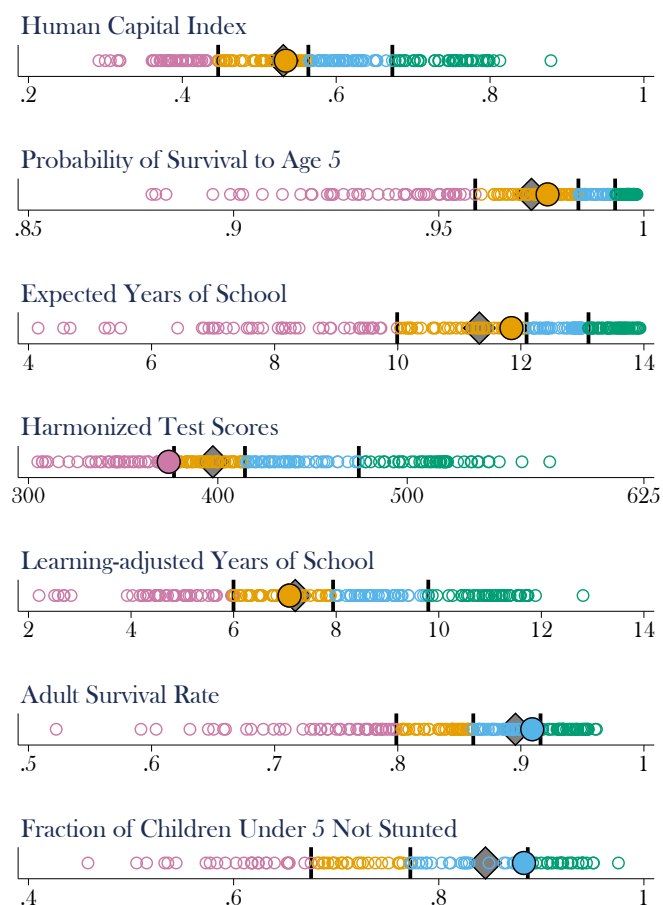 Human Capital Index
.2 .4 .6 .8 1
Probability of Survival to Age 5
.85 .9 .95 1
Expected Years of School
4 6 8 10 12 14
Harmonized Test Scores
300 400 500 625
Learning-adjusted Years of School
2 4 6 8 10 12 14
Adult Survival Rate
.5 .6 .7 .8 .9 1
Fraction of Children Under 5 Not Stunted
.4 .6 .8 1